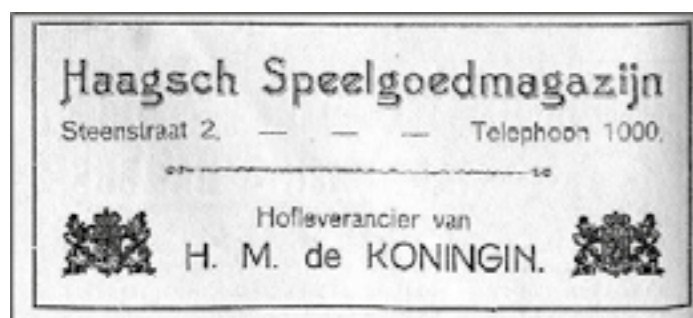 Haagsch Speelgoedmagazijn
Steenstraat 2. — — — Telephoon 1000.
Hofleverancier van
H. M. de KONINGIN.